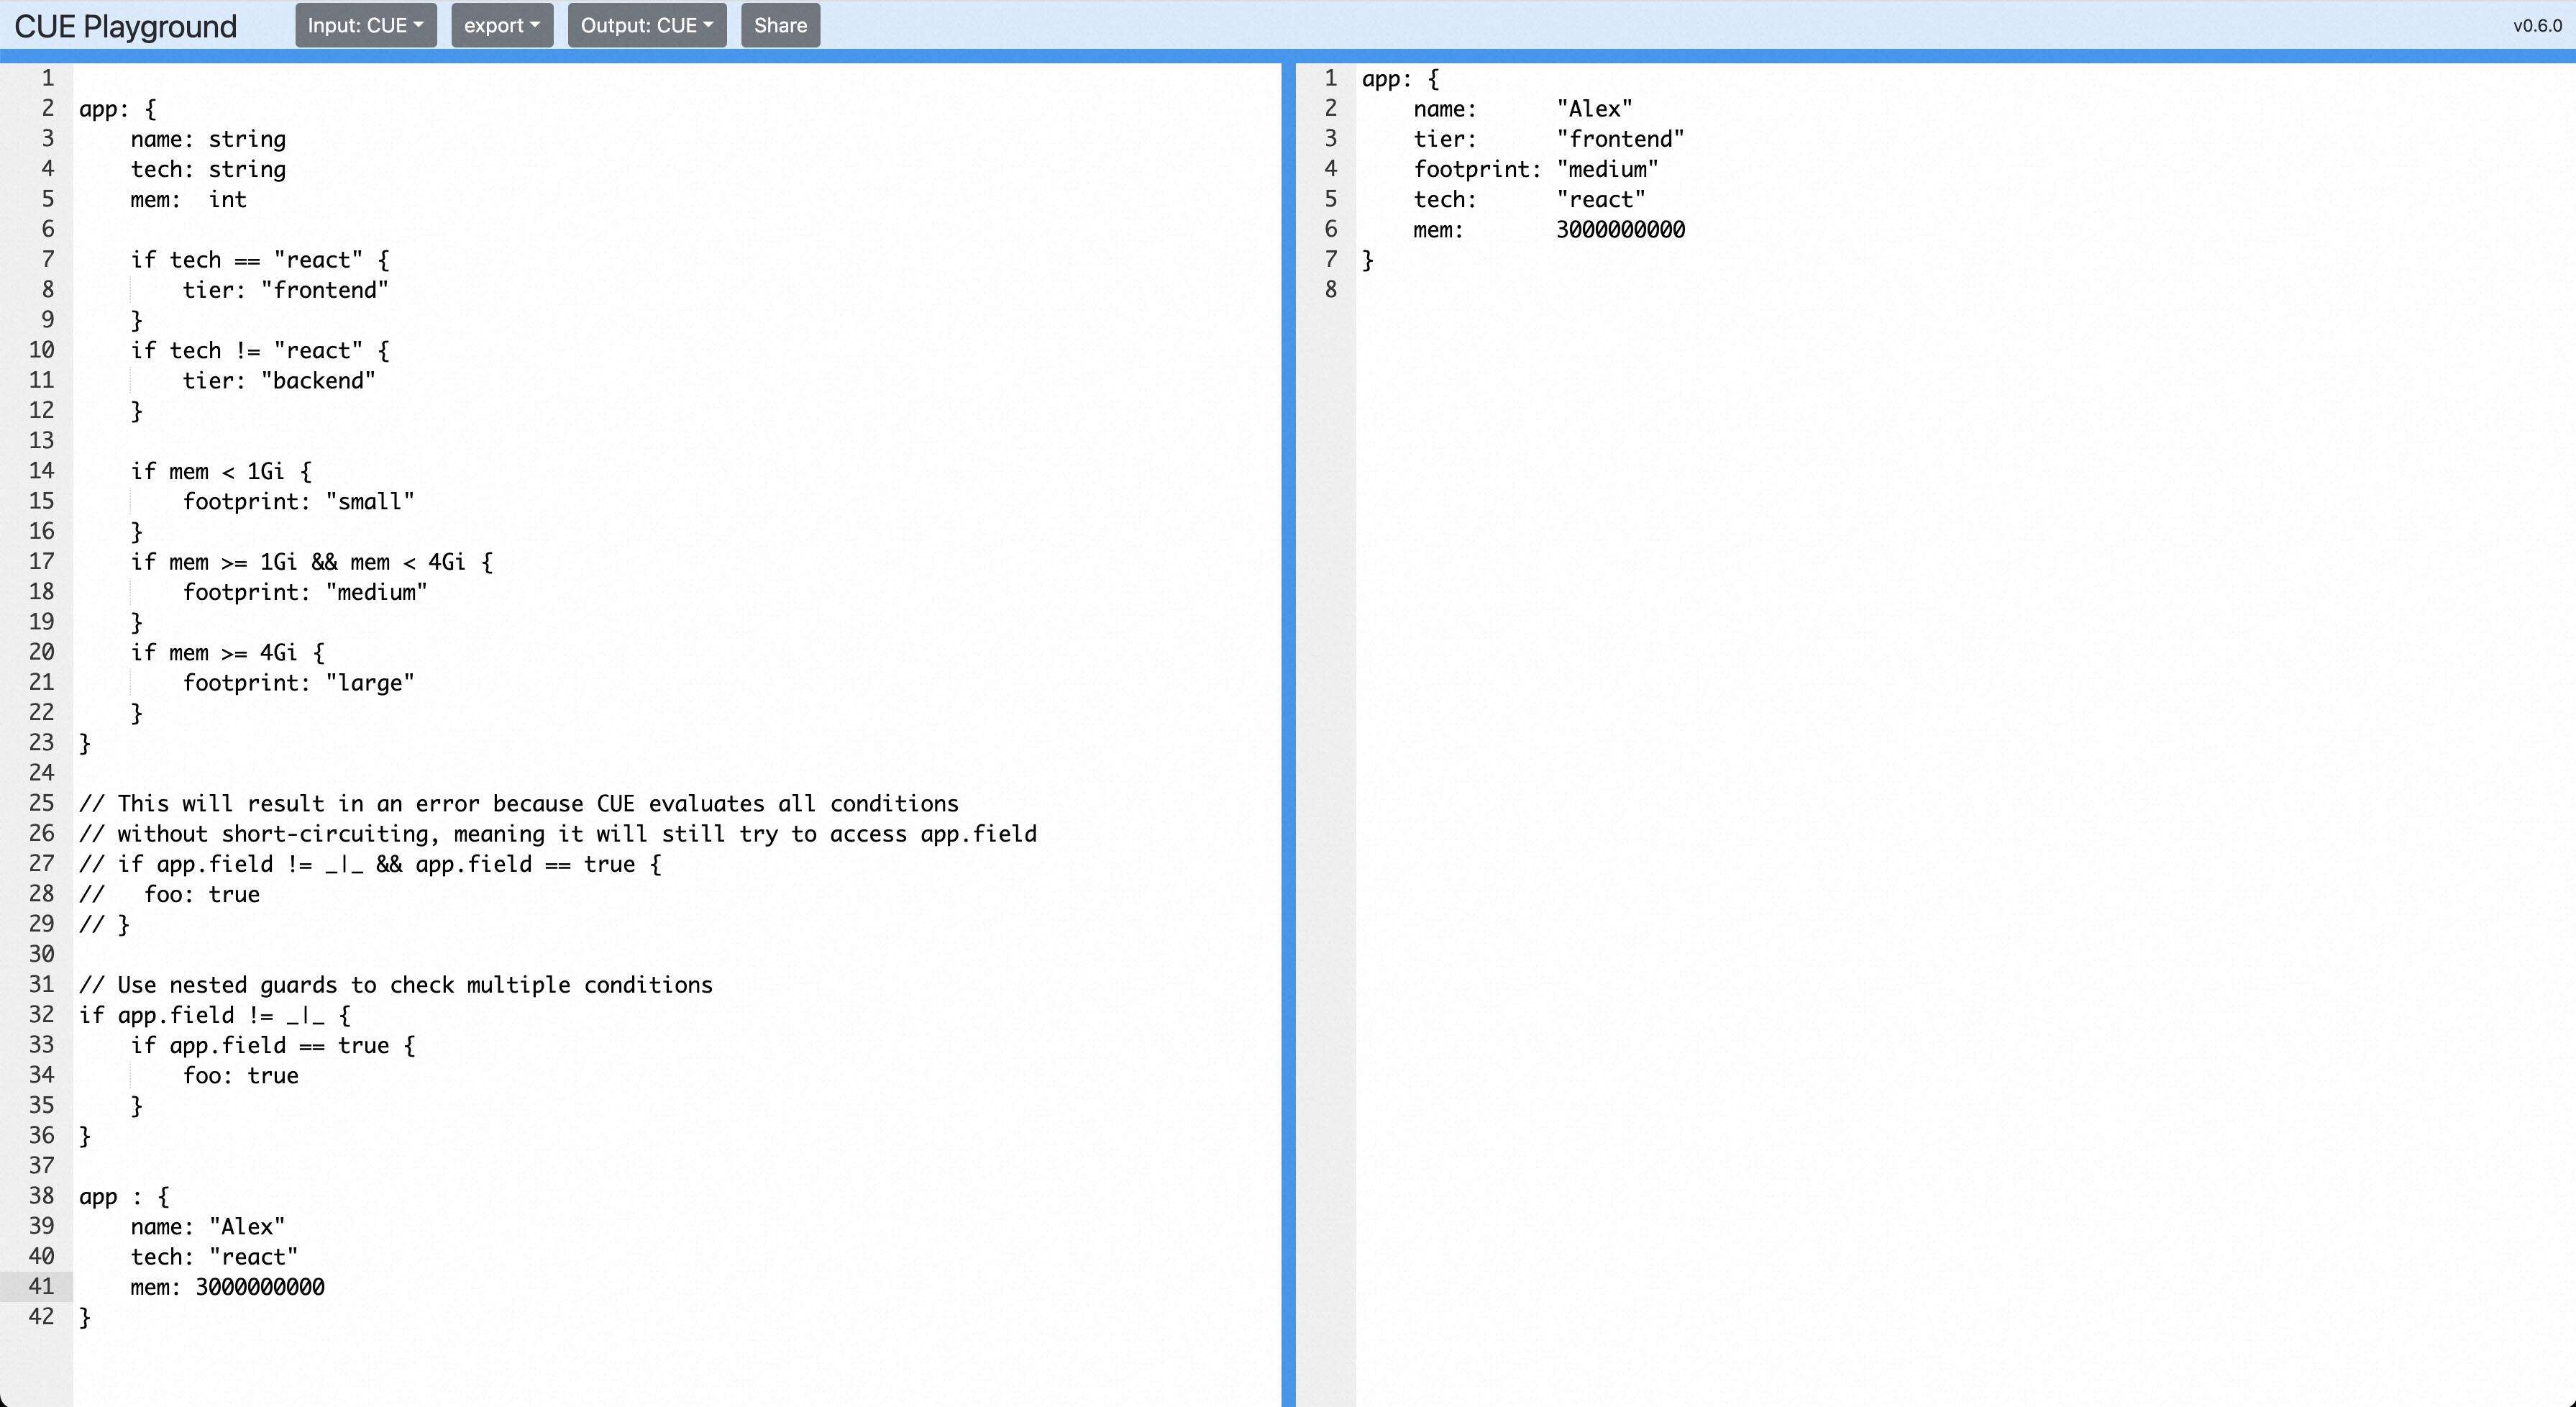 CUE Playground
Input: CUE
export
Output: CUE
Share
v0.6.0
1
2 app: {
3     name: string
4     tech: string
5     mem:  int
6
7     if tech == "react" {
8         tier: "frontend"
9     }
10     if tech != "react" {
11         tier: "backend"
12     }
13
14     if mem < 1Gi {
15         footprint: "small"
16     }
17     if mem >= 1Gi && mem < 4Gi {
18         footprint: "medium"
19     }
20     if mem >= 4Gi {
21         footprint: "large"
22     }
23 }
24
25 // This will result in an error because CUE evaluates all conditions
26 // without short-circuiting, meaning it will still try to access app.field
27 // if app.field != _|_ && app.field == true {
28 //   foo: true
29 // }
30
31 // Use nested guards to check multiple conditions
32 if app.field != _|_ {
33     if app.field == true {
34         foo: true
35     }
36 }
37
38 app : {
39     name: "Alex"
40     tech: "react"
41     mem: 3000000000
42 }
1 app: {
2     name:      "Alex"
3     tier:      "frontend"
4     footprint: "medium"
5     tech:      "react"
6     mem:       3000000000
7 }
8